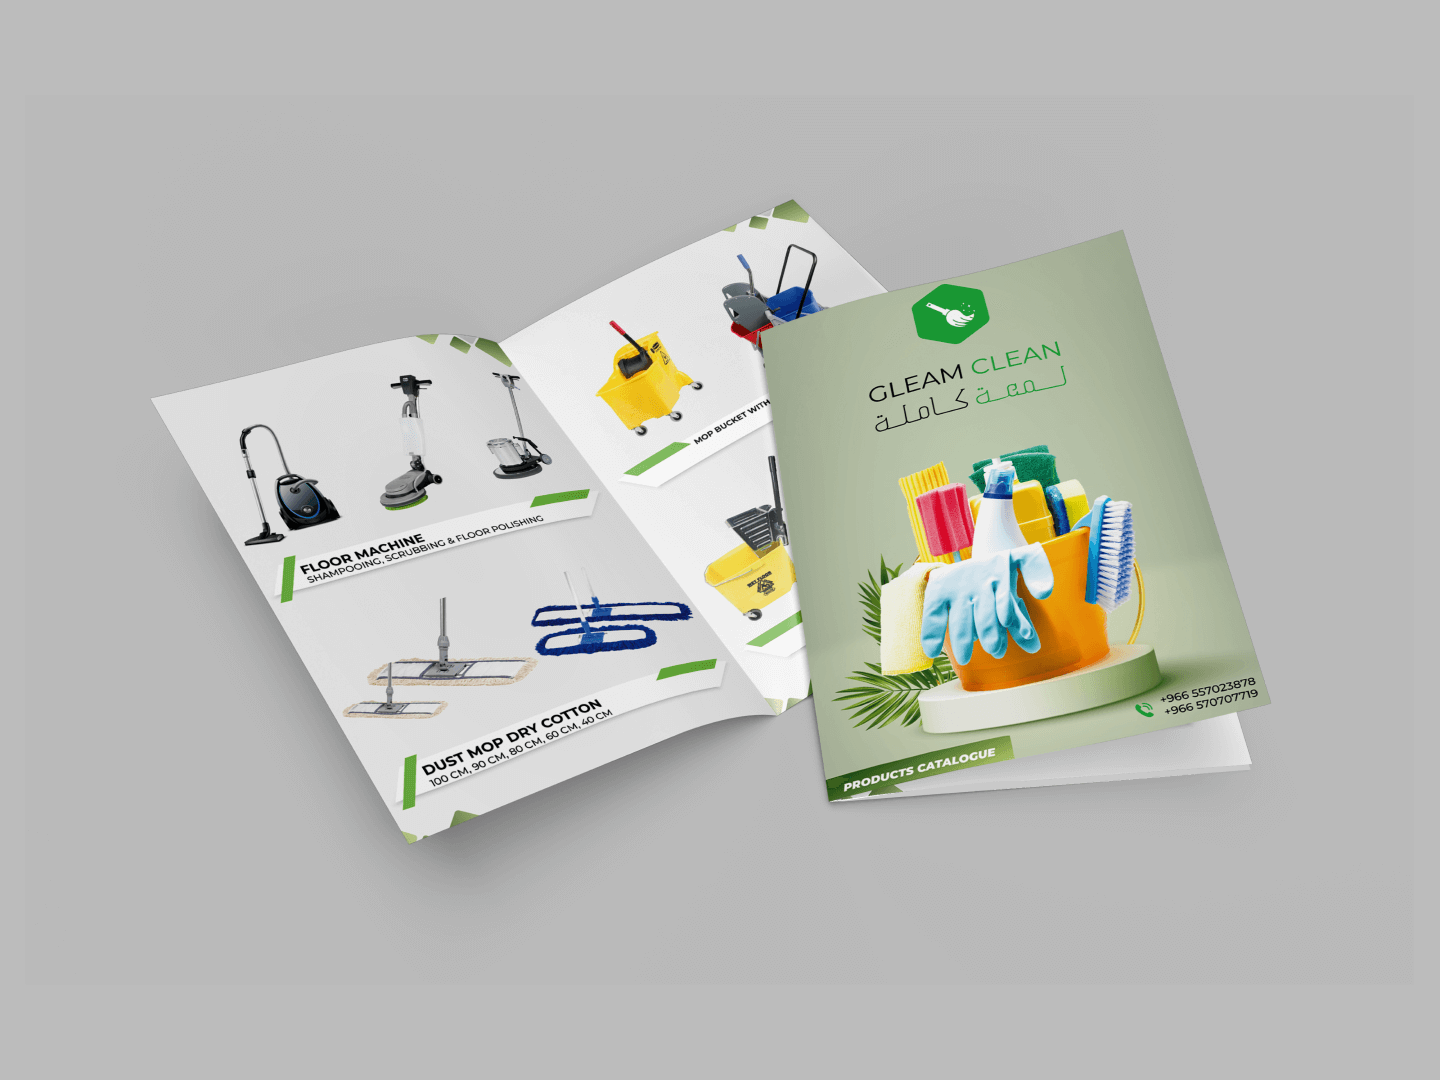 FLOOR MACHINE
SHAMPOOING, SCRUBBING & FLOOR POLISHING
DUST MOP DRY COTTON
100 CM, 90 CM, 80 CM, 60 CM, 40 CM
MOP BUCKET WITH
GLEAM CLEAN
لمعة كاملة
+966 557023878
+966 570707719
PRODUCTS CATALOGUE